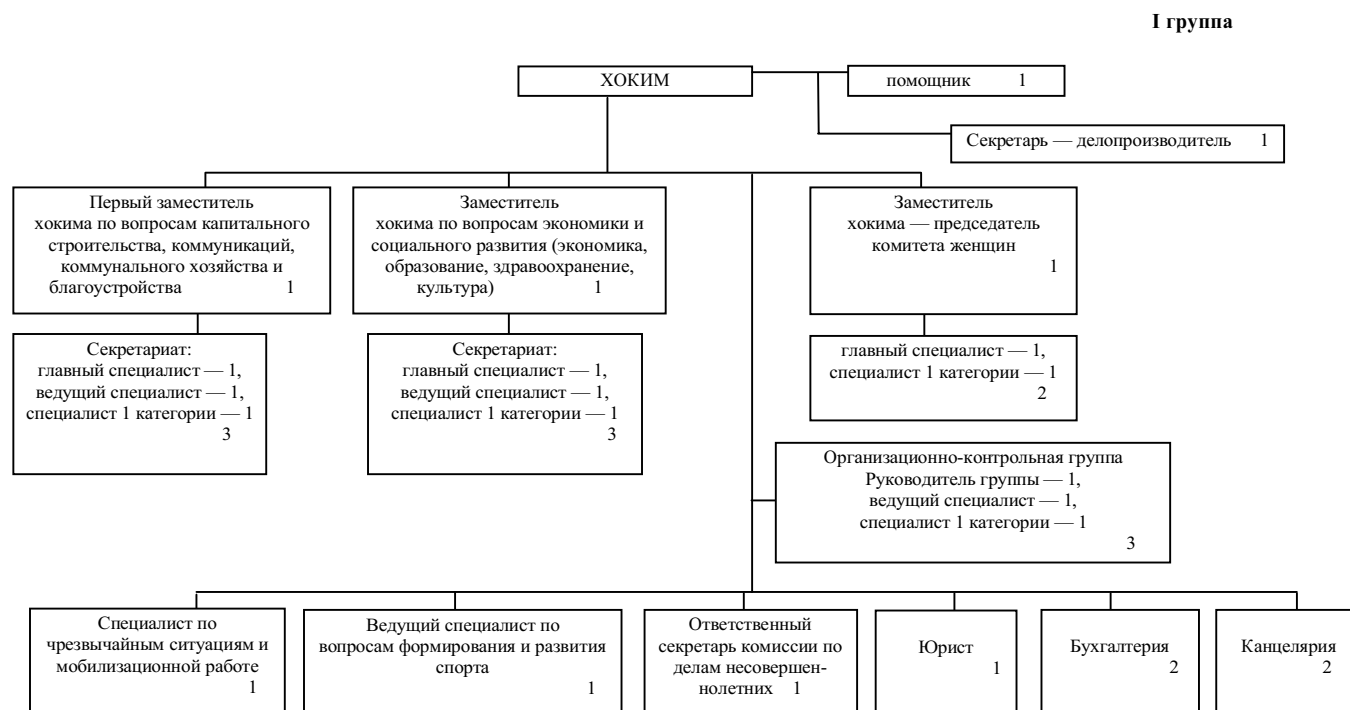 I группа
ХОКИМ
помощник 1
Секретарь — делопроизводитель 1
Первый заместитель
хокима по вопросам капитального
строительства, коммуникаций,
коммунального хозяйства и
благоустройства 1
Заместитель
хокима по вопросам экономики и
социального развития (экономика,
образование, здравоохранение,
культура) 1
Заместитель
хокима — председатель
комитета женщин
1
Секретариат:
главный специалист — 1,
ведущий специалист — 1,
специалист 1 категории — 1
3
Секретариат:
главный специалист — 1,
ведущий специалист — 1,
специалист 1 категории — 1
3
главный специалист — 1,
специалист 1 категории — 1
2
Организационно-контрольная группа
Руководитель группы — 1,
ведущий специалист — 1,
специалист 1 категории — 1
3
Специалист по
чрезвычайным ситуациям и
мобилизационной работе
1
Ведущий специалист по
вопросам формирования и развития
спорта
1
Ответственный
секретарь комиссии по
делам несовершен-
нолетних 1
Юрист
1
Бухгалтерия
2
Канцелярия
2